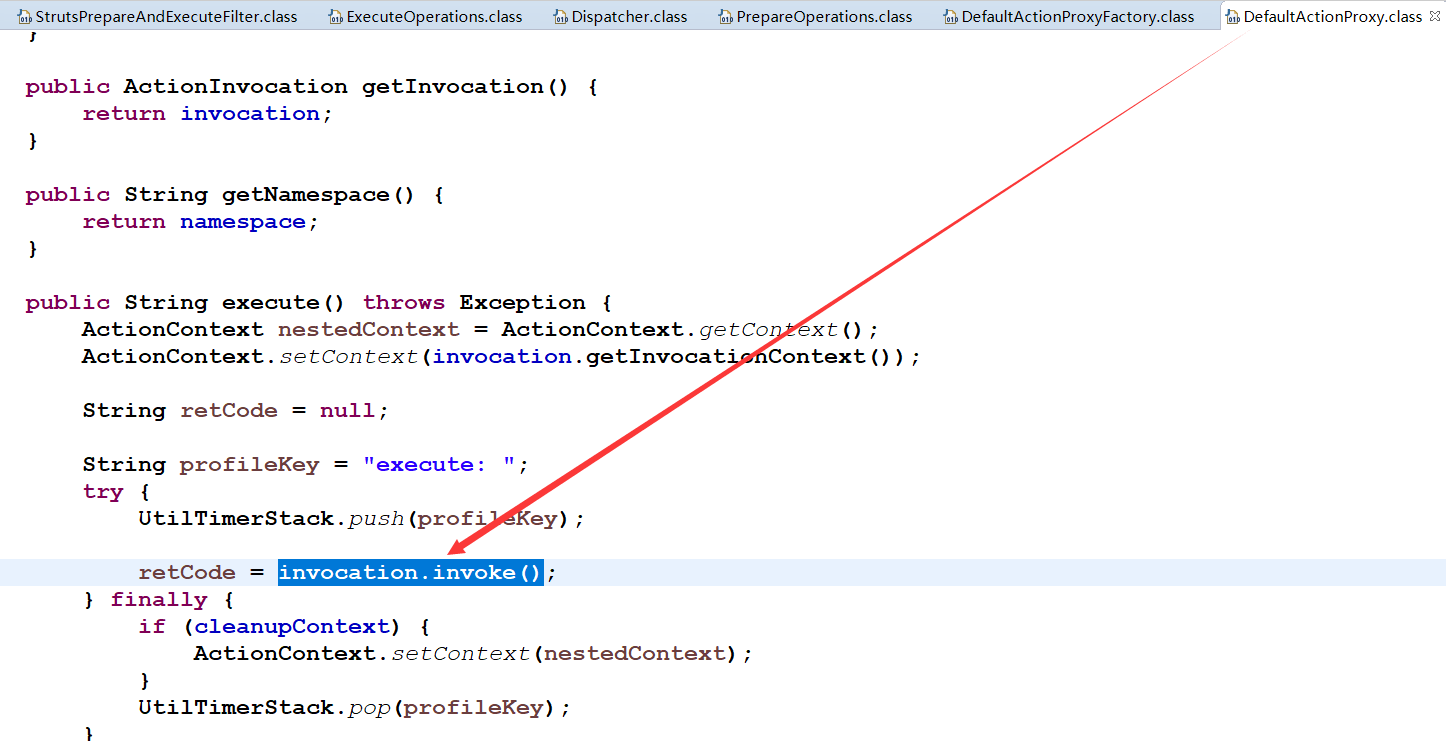 StrutsPrepareAndExecuteFilter.class ExecuteOperations.class Dispatcher.class PrepareOperations.class DefaultActionProxyFactory.class DefaultActionProxy.class
}
public ActionInvocation getInvocation() {
    return invocation;
}
public String getNamespace() {
    return namespace;
}
public String execute() throws Exception {
    ActionContext nestedContext = ActionContext.getContext();
    ActionContext.setContext(invocation.getInvocationContext());
    String retCode = null;
    String profileKey = "execute: ";
    try {
        UtilTimerStack.push(profileKey);
        retCode = invocation.invoke();
    } finally {
        if (cleanupContext) {
            ActionContext.setContext(nestedContext);
        }
        UtilTimerStack.pop(profileKey);
    }